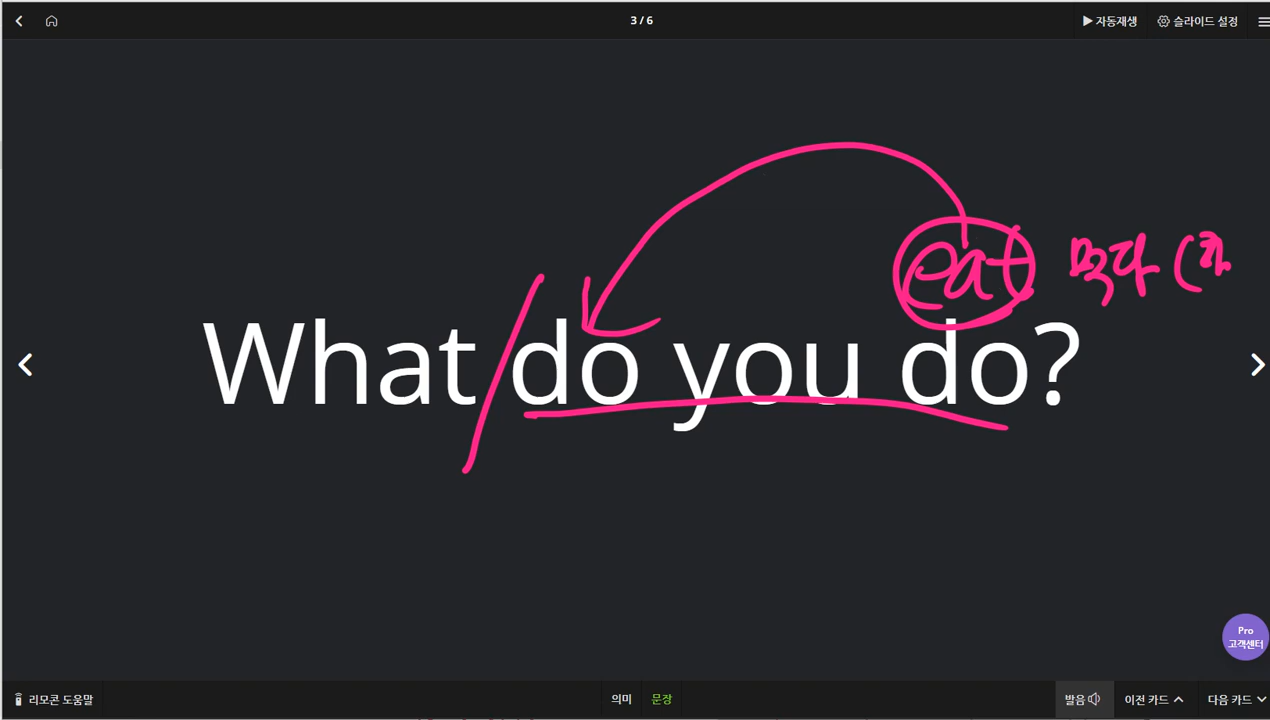 3 / 6
자동재생
슬라이드 설정
eat 먹다 (
What do you do?
Pro
고객센터
리모콘 도움말
의미
문장
발음
이전 카드
다음 카드